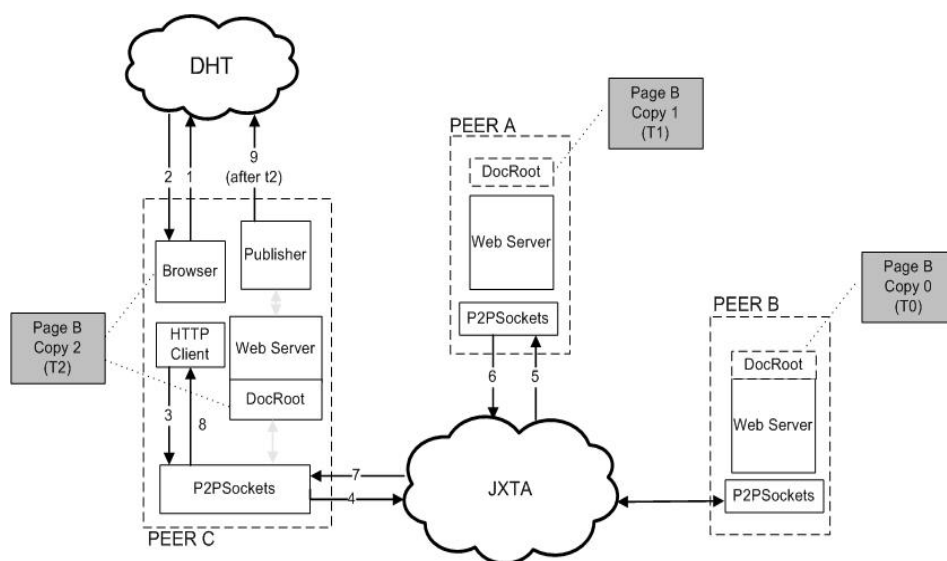 DHT
Page B
Copy 1
(T1)
PEER A
2
1
9
(after t2)
DocRoot
Publisher
Browser
Web Server
Page B
Copy 0
(T0)
Page B
Copy 2
(T2)
HTTP
Client
Web Server
P2PSockets
PEER B
DocRoot
DocRoot
6
5
3
8
Web Server
7
P2PSockets
4
JXTA
P2PSockets
PEER C